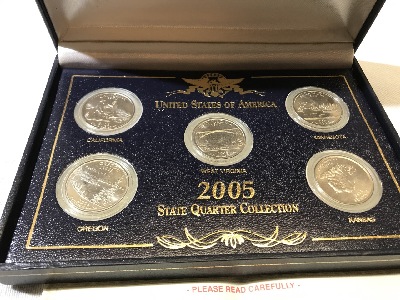 UNITED STATES OF AMERICA
CALIFORNIA
MINNESOTA
WEST VIRGINIA
2005
STATE QUARTER COLLECTION
OREGON
KANSAS
- PLEASE READ CAREFULLY -